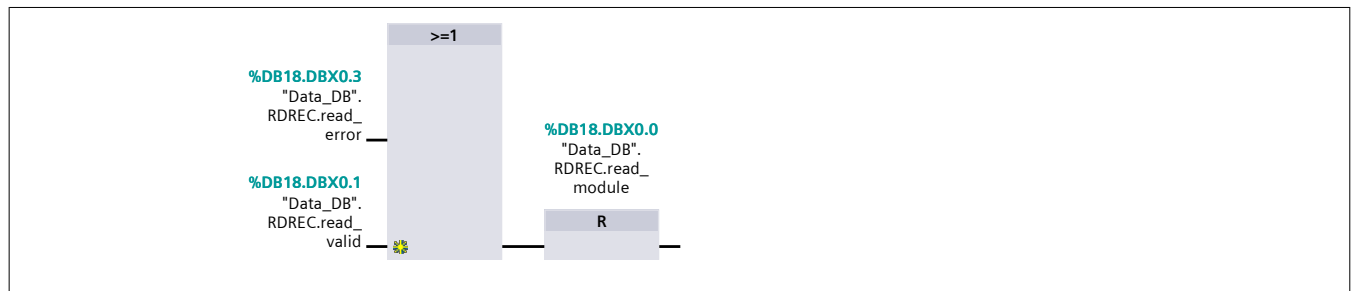 >=1
%DB18.DBX0.3
"Data_DB".
RDREC.read_
error
%DB18.DBX0.1
"Data_DB".
RDREC.read_
valid
%DB18.DBX0.0
"Data_DB".
RDREC.read_
module
R